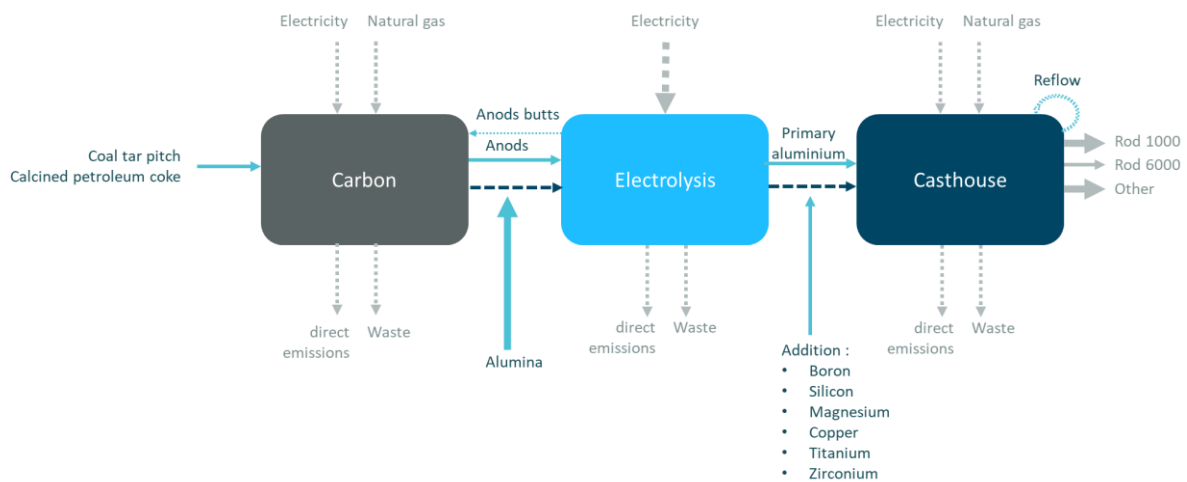 Electricity
Natural gas
Electricity
Electricity
Natural gas
Reflow
Anods butts
Anods
Primary
aluminium
Coal tar pitch
Calcined petroleum coke
Carbon
Electrolysis
Casthouse
Rod 1000
Rod 6000
Other
direct
emissions
Waste
Alumina
direct
emissions
Waste
direct
emissions
Waste
Addition :
• Boron
• Silicon
• Magnesium
• Copper
• Titanium
• Zirconium